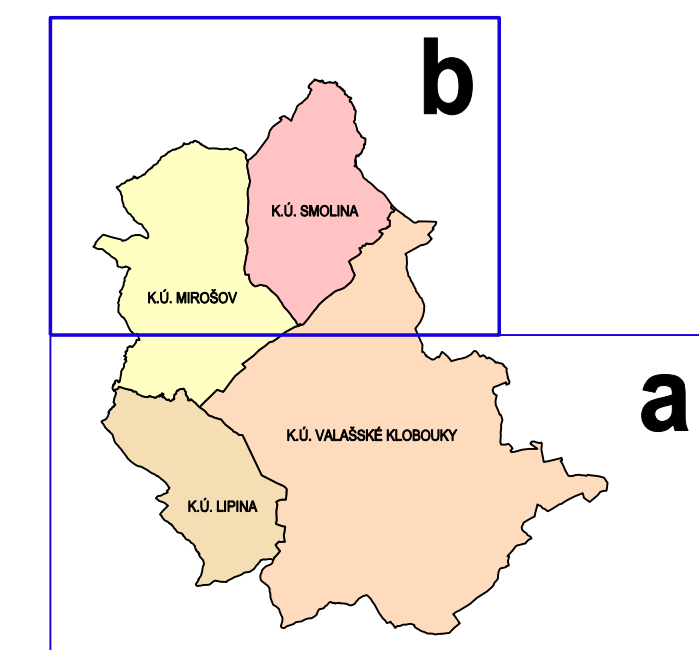 b
K.Ú. SMOLINA
K.Ú. MIROŠOV
a
K.Ú. VALAŠSKÉ KLOBOUKY
K.Ú. LIPINA